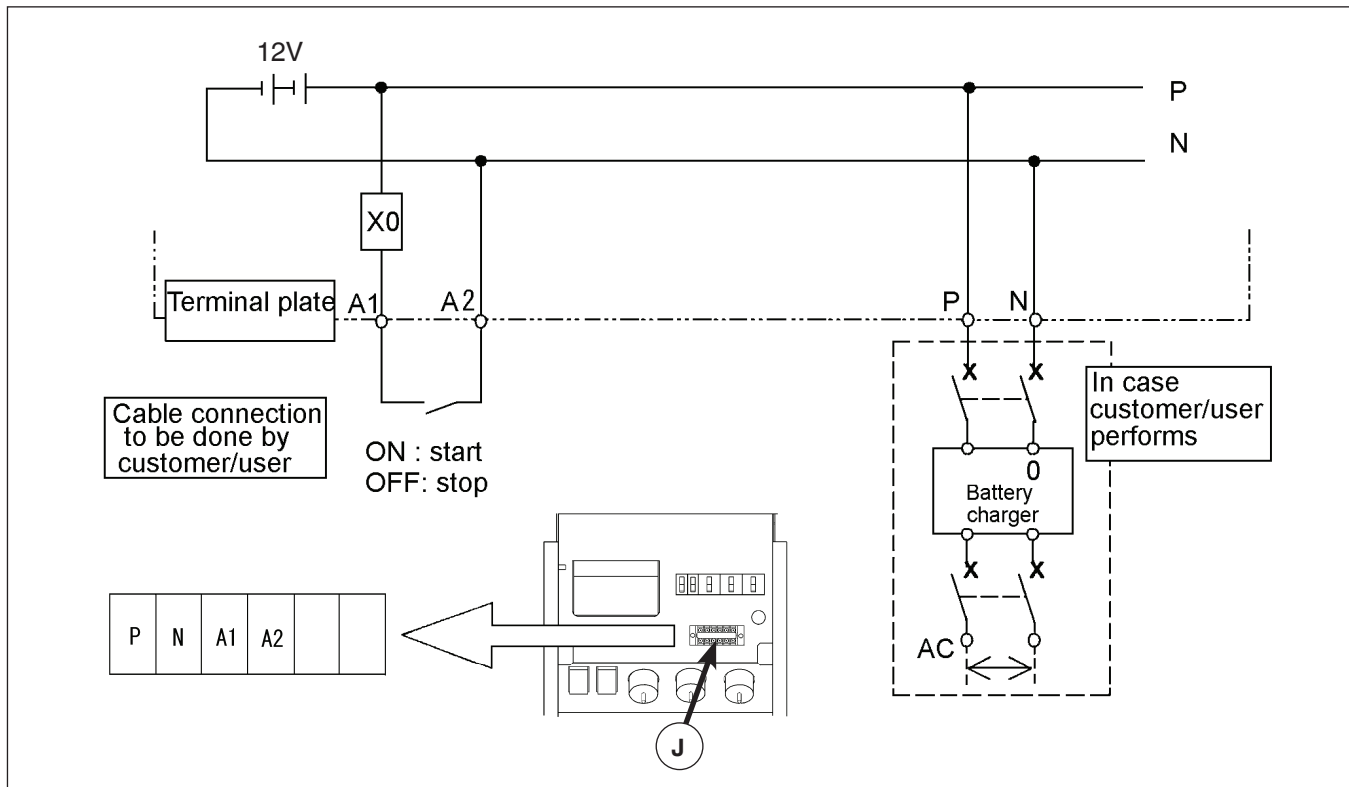 12V
P
N
X0
Terminal plate
A1
A2
P
N
X
X
In case
customer/user
performs
Cable connection
to be done by
customer/user
ON : start
OFF: stop
0
Battery
charger
X
X
AC
P
N
A1
A2
J